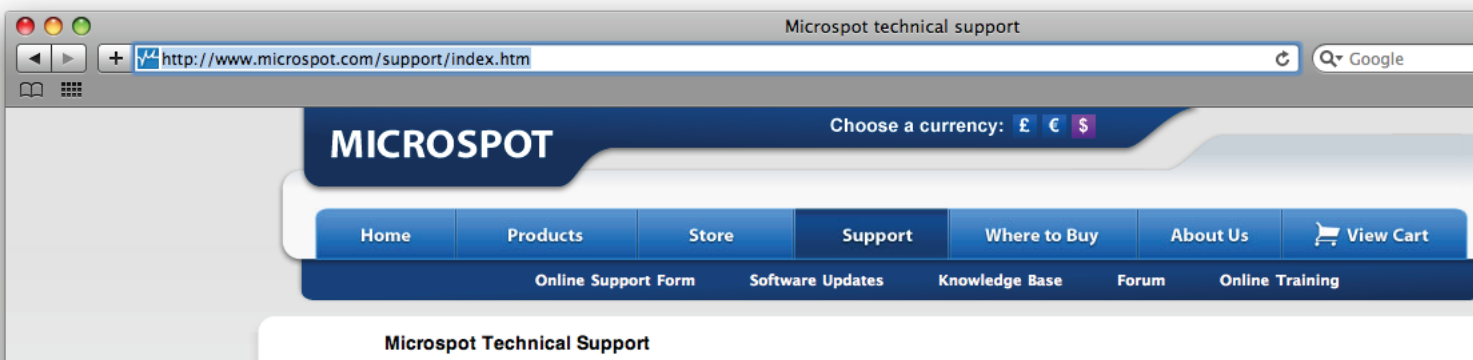 Microspot technical support
http://www.microspot.com/support/index.htm
Google
Choose a currency: £ € $
MICROSPOT
Home Products Store Support Where to Buy About Us View Cart
Online Support Form Software Updates Knowledge Base Forum Online Training
Microspot Technical Support